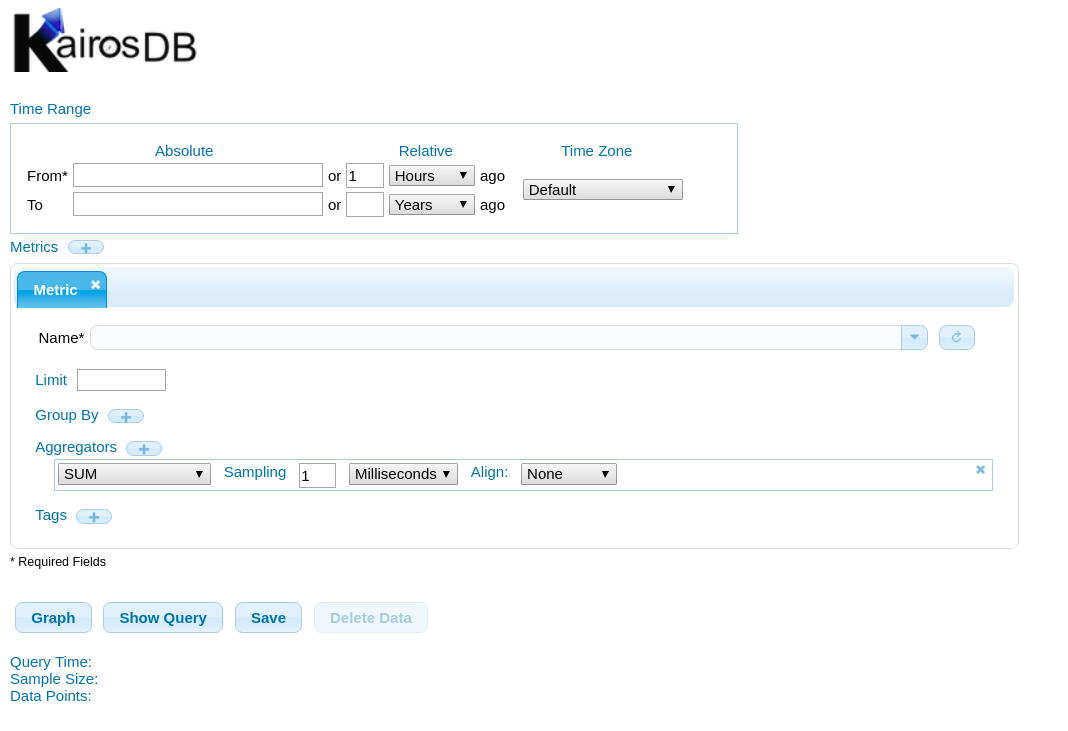 KairosDB
Time Range
Absolute Relative Time Zone
From* or 1 Hours ago Default
To or Years ago
Metrics
Metric
Name*
Limit
Group By
Aggregators
SUM Sampling 1 Milliseconds Align: None
Tags
* Required Fields
Graph Show Query Save Delete Data
Query Time:
Sample Size:
Data Points: